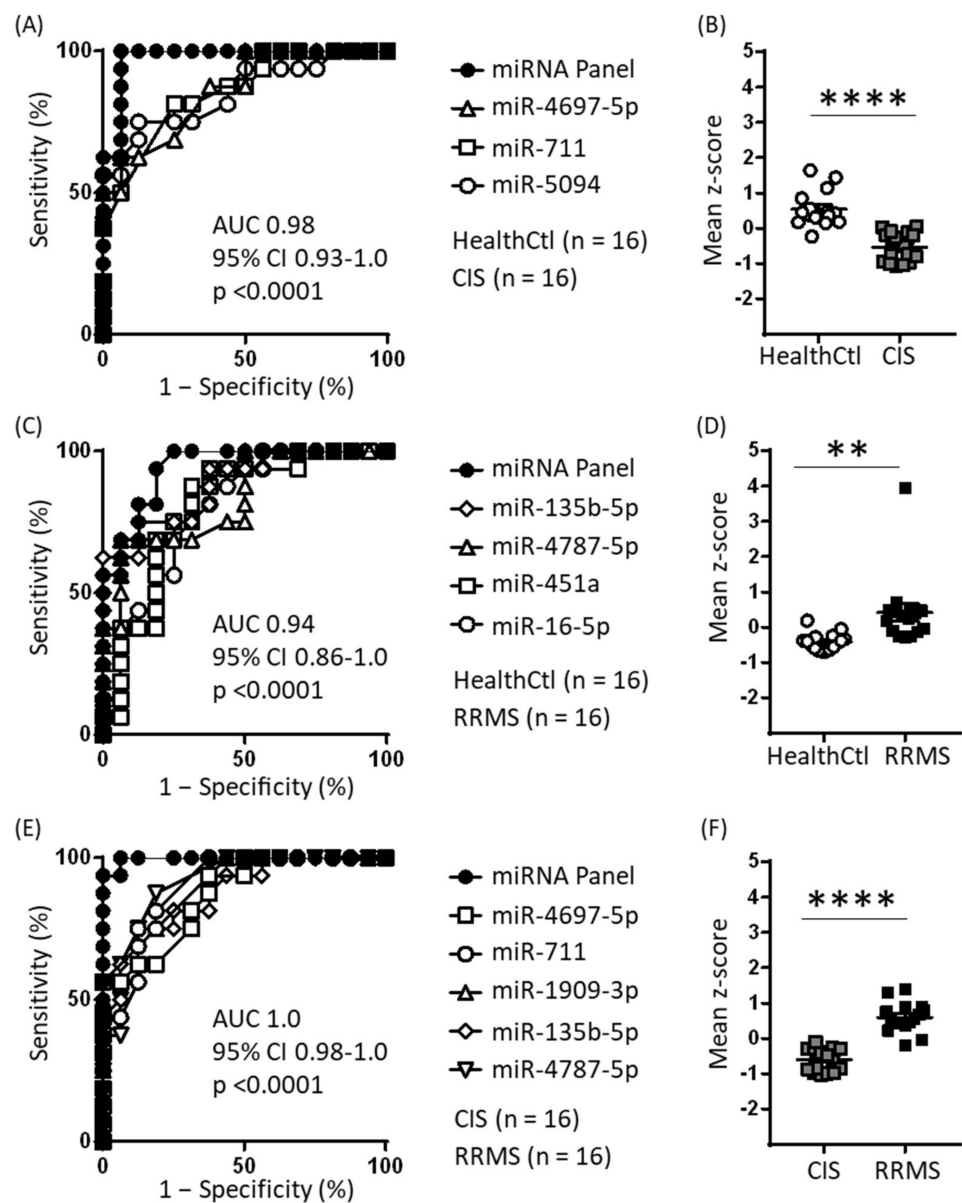 (A)
100
50
0
Sensitivity (%)
0
50
100
1 − Specificity (%)
AUC 0.98
95% CI 0.93-1.0
p <0.0001
miRNA Panel
miR-4697-5p
miR-711
miR-5094
HealthCtl (n = 16)
CIS (n = 16)
(B)
5
4
3
2
1
0
-1
-2
Mean z-score
****
HealthCtl
CIS
(C)
100
50
0
Sensitivity (%)
0
50
100
1 − Specificity (%)
AUC 0.94
95% CI 0.86-1.0
p <0.0001
miRNA Panel
miR-135b-5p
miR-4787-5p
miR-451a
miR-16-5p
HealthCtl (n = 16)
RRMS (n = 16)
(D)
5
4
3
2
1
0
-1
-2
Mean z-score
**
HealthCtl
RRMS
(E)
100
50
0
Sensitivity (%)
0
50
100
1 − Specificity (%)
AUC 1.0
95% CI 0.98-1.0
p <0.0001
miRNA Panel
miR-4697-5p
miR-711
miR-1909-3p
miR-135b-5p
miR-4787-5p
CIS (n = 16)
RRMS (n = 16)
(F)
5
4
3
2
1
0
-1
-2
Mean z-score
****
CIS
RRMS